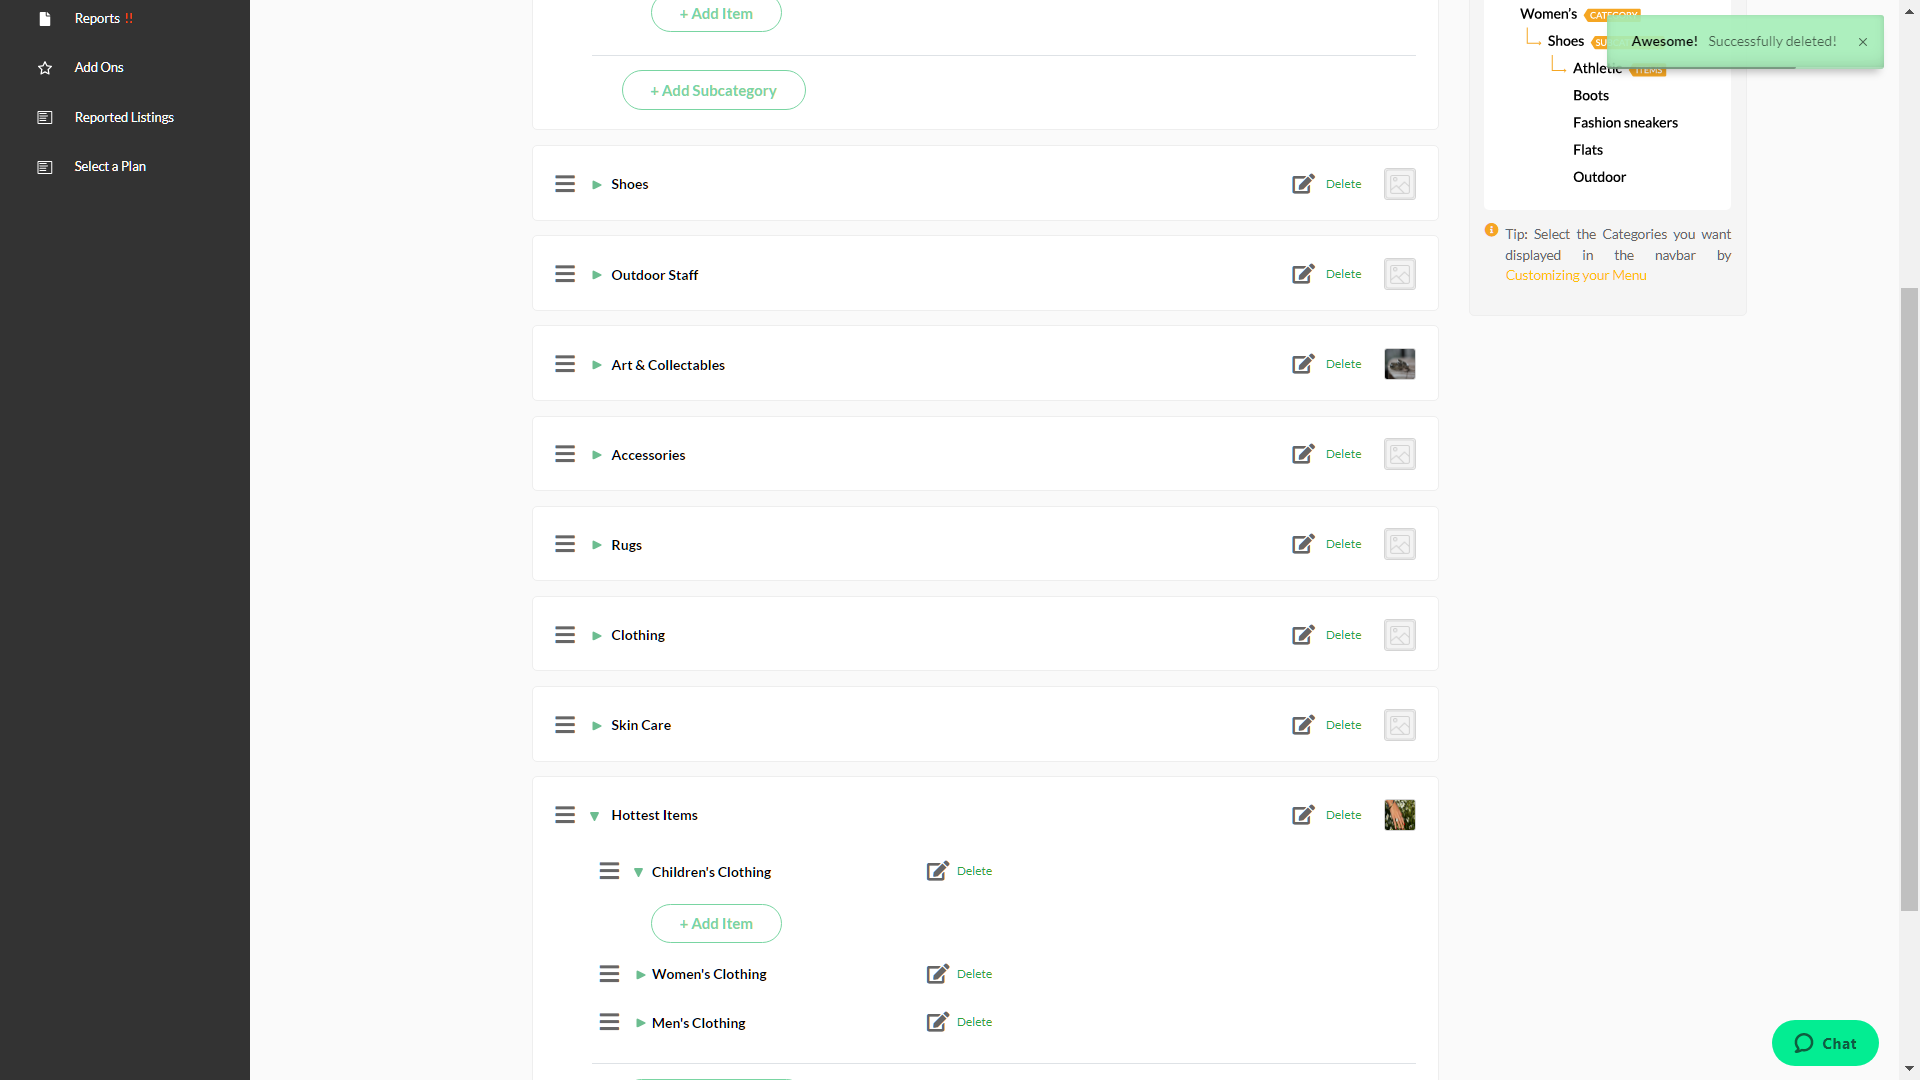 Reports !!
Add Ons
Reported Listings
Select a Plan
+ Add Item
+ Add Subcategory
Shoes Delete
Outdoor Staff Delete
Art & Collectables Delete
Accessories Delete
Rugs Delete
Clothing Delete
Skin Care Delete
Hottest Items Delete
Children's Clothing Delete
+ Add Item
Women's Clothing Delete
Men's Clothing Delete
Women's CATEGORY
Awesome! Successfully deleted!
Shoes
Athletic ITEMS
Boots
Fashion sneakers
Flats
Outdoor
Tip: Select the Categories you want
displayed in the navbar by
Customizing your Menu
Chat